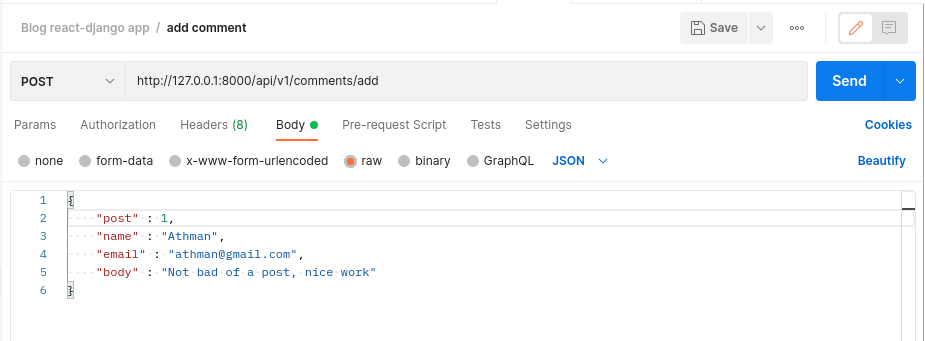 Blog react-django app / add comment
Save
POST http://127.0.0.1:8000/api/v1/comments/add Send
Params Authorization Headers (8) Body Pre-request Script Tests Settings Cookies
none form-data x-www-form-urlencoded raw binary GraphQL JSON Beautify
1 {
2 "post" : 1,
3 "name" : "Athman",
4 "email" : "athman@gmail.com",
5 "body" : "Not bad of a post, nice work"
6 }